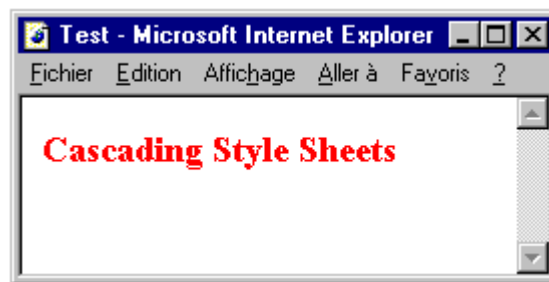 Test - Microsoft Internet Explorer
Fichier Edition Affichage Aller à Favoris ?
Cascading Style Sheets